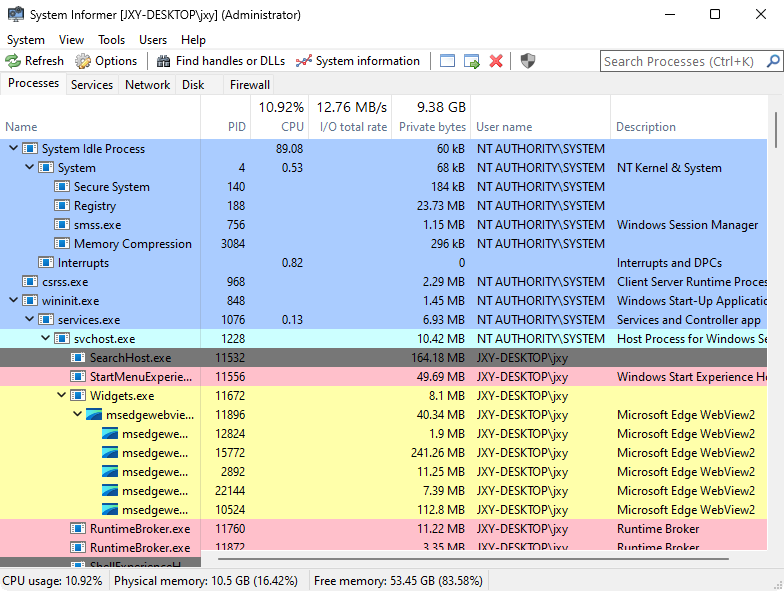 System Informer [JXY-DESKTOP\jxy] (Administrator)
System View Tools Users Help
Refresh Options Find handles or DLLs System information Search Processes (Ctrl+K)
Processes Services Network Disk Firewall
10.92% 12.76 MB/s 9.38 GB
Name PID CPU I/O total rate Private bytes User name Description
System Idle Process 89.08 60 kB NT AUTHORITY\SYSTEM
System 4 0.53 68 kB NT AUTHORITY\SYSTEM NT Kernel & System
Secure System 140 184 kB NT AUTHORITY\SYSTEM
Registry 188 23.73 MB NT AUTHORITY\SYSTEM
smss.exe 756 1.15 MB NT AUTHORITY\SYSTEM Windows Session Manager
Memory Compression 3084 296 kB NT AUTHORITY\SYSTEM
Interrupts 0.82 0 Interrupts and DPCs
csrss.exe 968 2.29 MB NT AUTHORITY\SYSTEM Client Server Runtime Proces
wininit.exe 848 1.45 MB NT AUTHORITY\SYSTEM Windows Start-Up Applicatio
services.exe 1076 0.13 6.93 MB NT AUTHORITY\SYSTEM Services and Controller app
svchost.exe 1228 10.42 MB NT AUTHORITY\SYSTEM Host Process for Windows Se
SearchHost.exe 11532 164.18 MB JXY-DESKTOP\jxy
StartMenuExperie... 11556 49.69 MB JXY-DESKTOP\jxy Windows Start Experience Ho
Widgets.exe 11672 8.1 MB JXY-DESKTOP\jxy
msedgewebvie... 11896 40.34 MB JXY-DESKTOP\jxy Microsoft Edge WebView2
msedgewe... 12824 1.9 MB JXY-DESKTOP\jxy Microsoft Edge WebView2
msedgewe... 15772 241.26 MB JXY-DESKTOP\jxy Microsoft Edge WebView2
msedgewe... 2892 11.25 MB JXY-DESKTOP\jxy Microsoft Edge WebView2
msedgewe... 22144 7.39 MB JXY-DESKTOP\jxy Microsoft Edge WebView2
msedgewe... 10524 112.8 MB JXY-DESKTOP\jxy Microsoft Edge WebView2
RuntimeBroker.exe 11760 11.22 MB JXY-DESKTOP\jxy Runtime Broker
RuntimeBroker.exe 11872 3.35 MB JXY-DESKTOP\jxy Runtime Broker
ShellExperienceH
CPU usage: 10.92% Physical memory: 10.5 GB (16.42%) Free memory: 53.45 GB (83.58%)